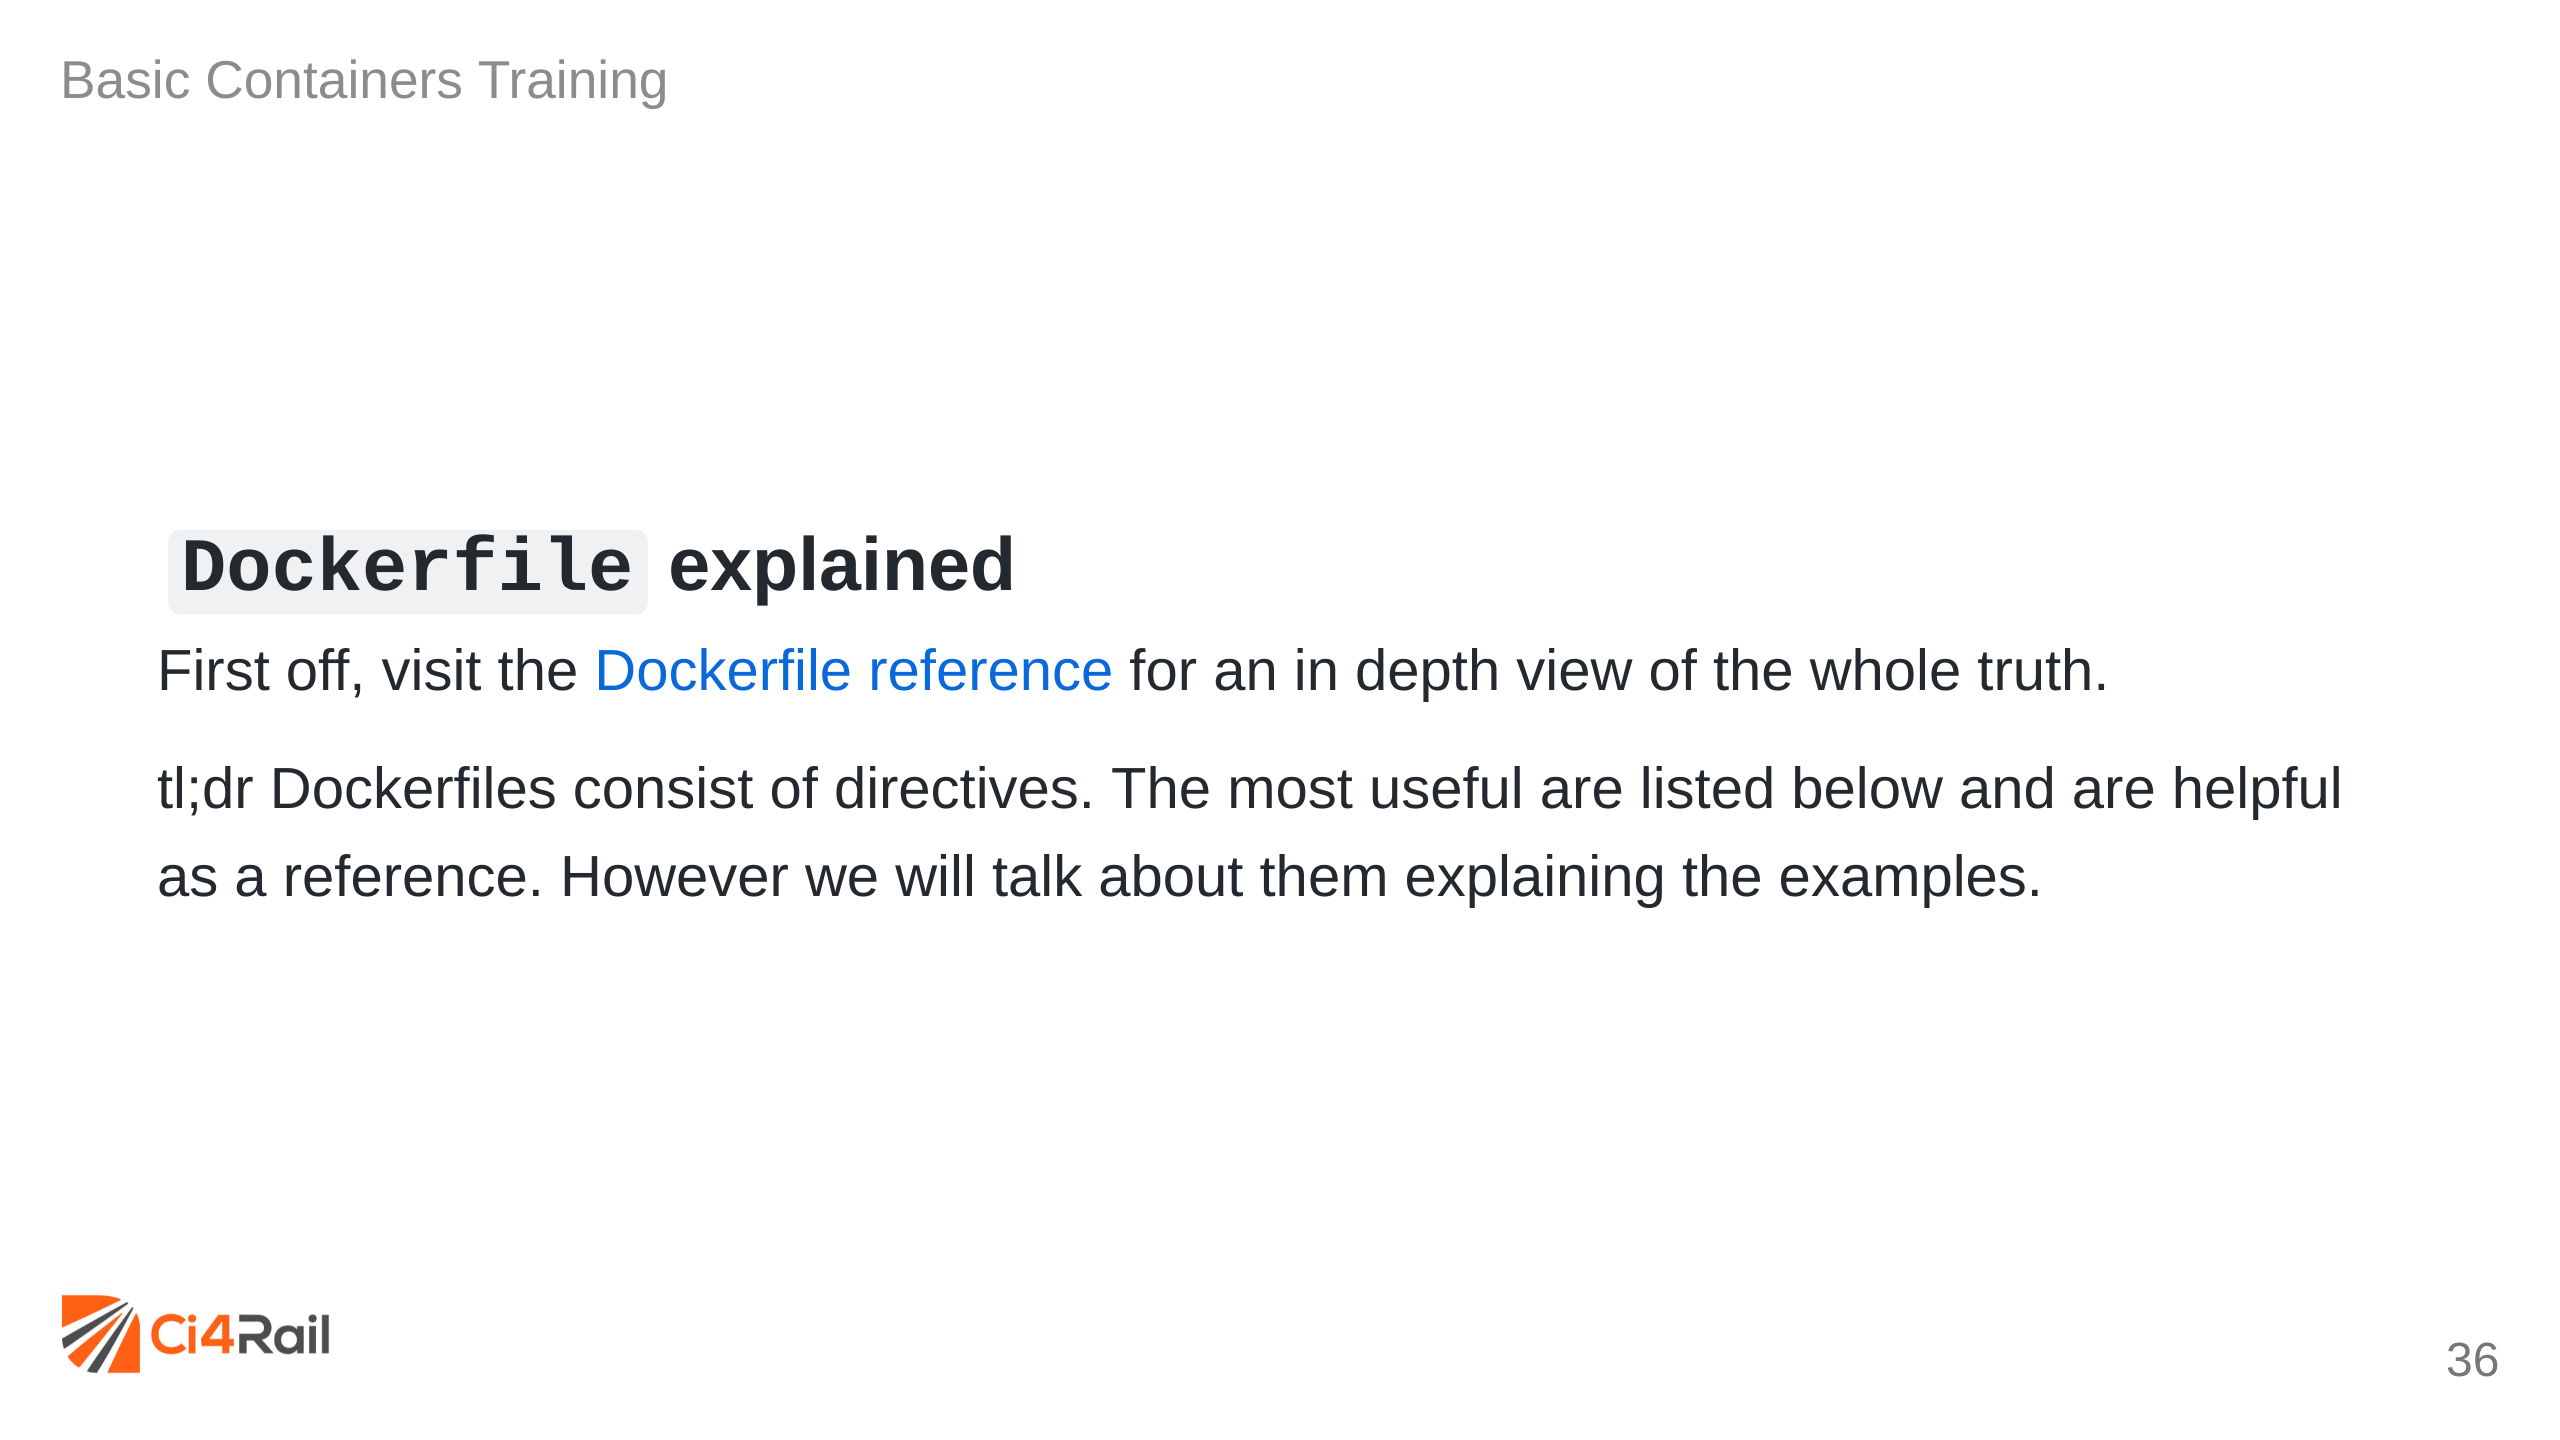 Basic Containers Training
Dockerfile explained
First off, visit the Dockerfile reference for an in depth view of the whole truth.
tl;dr Dockerfiles consist of directives. The most useful are listed below and are helpful
as a reference. However we will talk about them explaining the examples.
Ci4Rail
36